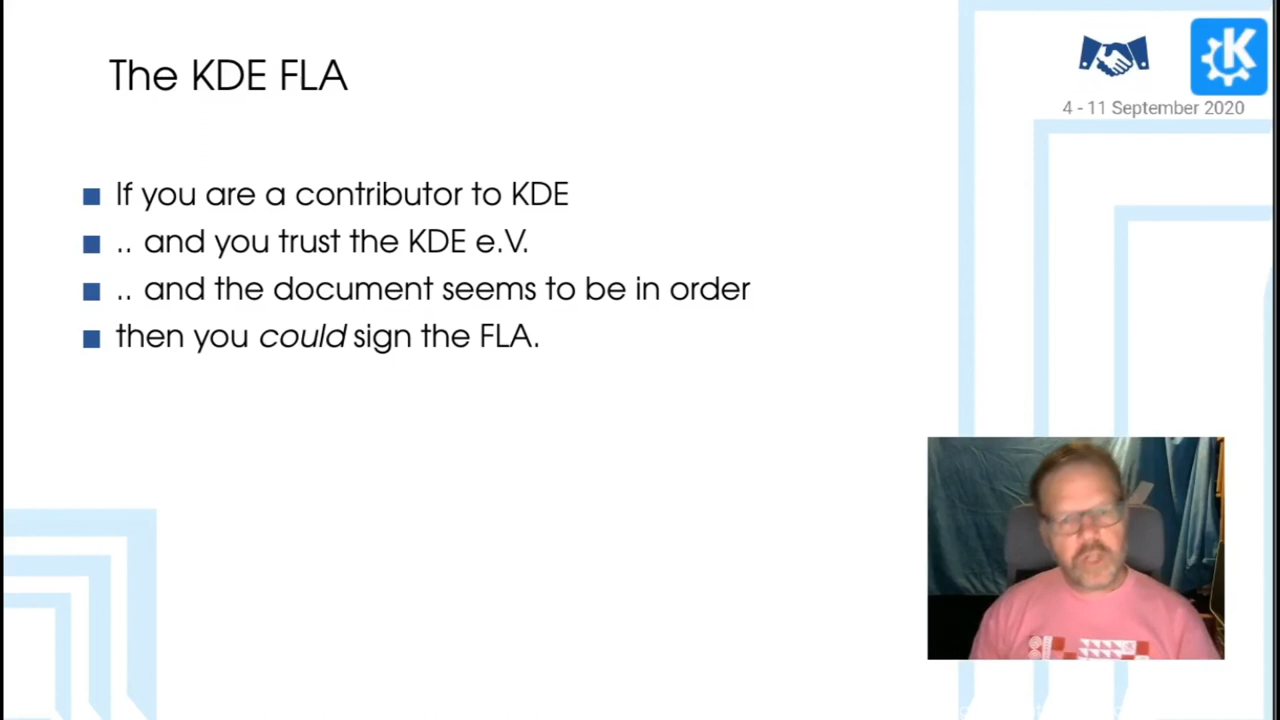 The KDE FLA
4 - 11 September 2020
If you are a contributor to KDE
.. and you trust the KDE e.V.
.. and the document seems to be in order
then you could sign the FLA.